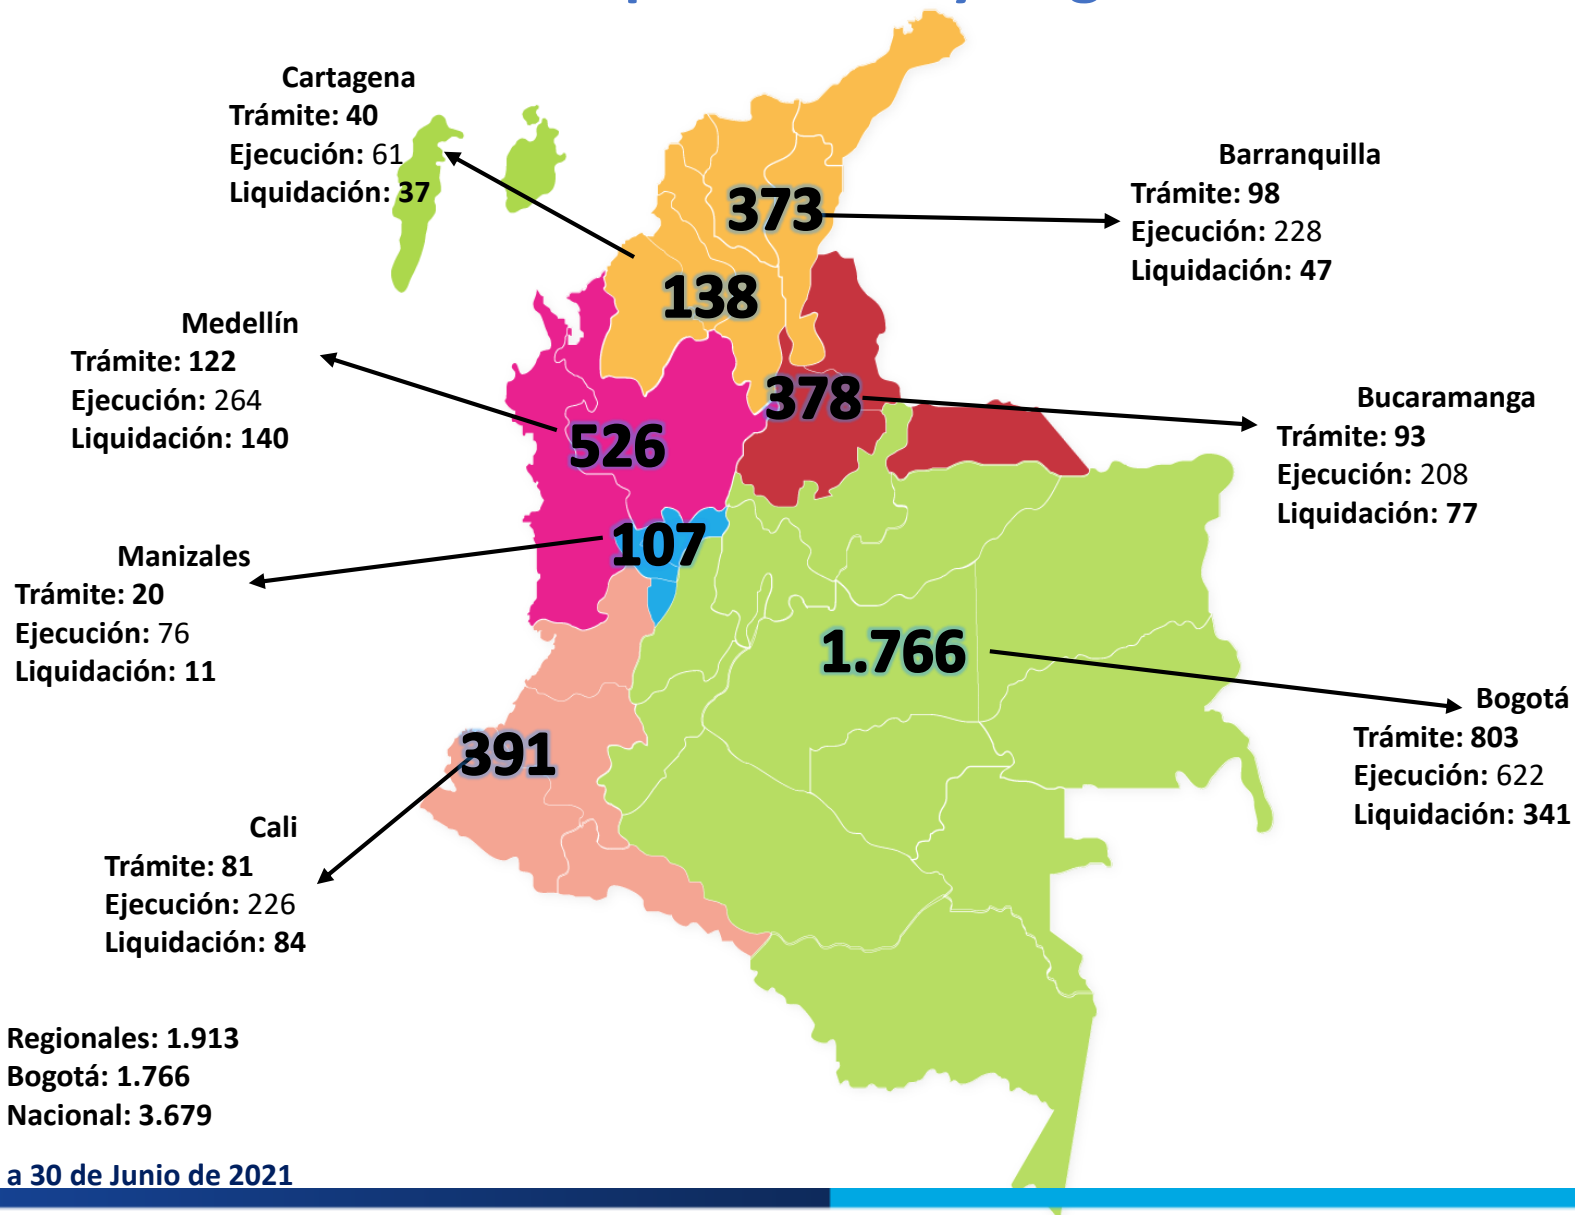 Cartagena
Trámite: 40
Ejecución: 61
Liquidación: 37
Barranquilla
Trámite: 98
Ejecución: 228
Liquidación: 47
373
138
Medellín
Trámite: 122
Ejecución: 264
Liquidación: 140
378
Bucaramanga
Trámite: 93
Ejecución: 208
Liquidación: 77
526
107
Manizales
Trámite: 20
Ejecución: 76
Liquidación: 11
1.766
Bogotá
Trámite: 803
Ejecución: 622
Liquidación: 341
391
Cali
Trámite: 81
Ejecución: 226
Liquidación: 84
Regionales: 1.913
Bogotá: 1.766
Nacional: 3.679
a 30 de Junio de 2021